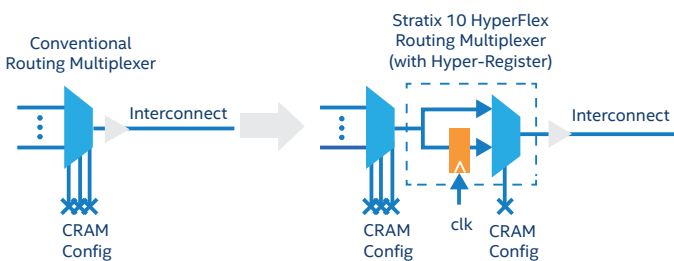 Conventional
Routing Multiplexer
Interconnect
CRAM
Config
Stratix 10 HyperFlex
Routing Multiplexer
(with Hyper-Register)
Interconnect
CRAM
Config
clk
CRAM
Config